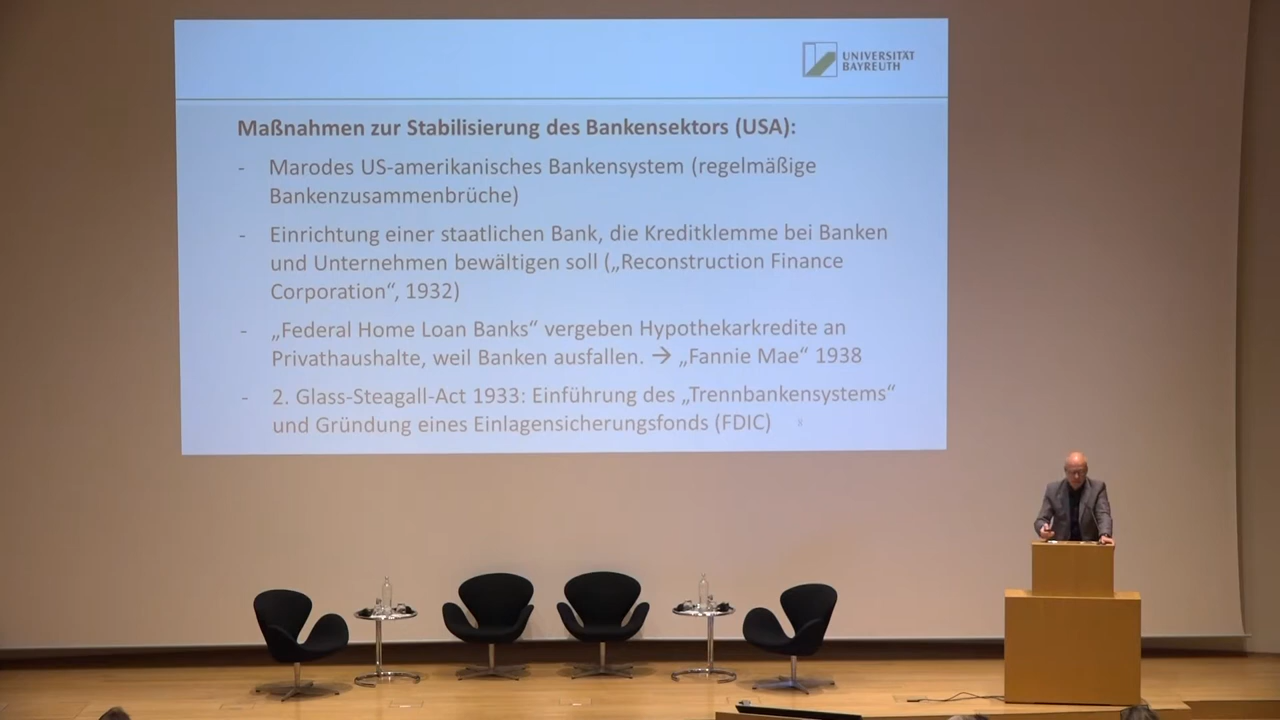 UNIVERSITÄT
BAYREUTH
Maßnahmen zur Stabilisierung des Bankensektors (USA):
- Marodes US-amerikanisches Bankensystem (regelmäßige
Bankenzusammenbrüche)
- Einrichtung einer staatlichen Bank, die Kreditklemme bei Banken
und Unternehmen bewältigen soll („Reconstruction Finance
Corporation“, 1932)
- „Federal Home Loan Banks“ vergeben Hypothekarkredite an
Privathaushalte, weil Banken ausfallen. → „Fannie Mae“ 1938
- 2. Glass-Steagall-Act 1933: Einführung des „Trennbankensystems“
und Gründung eines Einlagensicherungsfonds (FDIC)